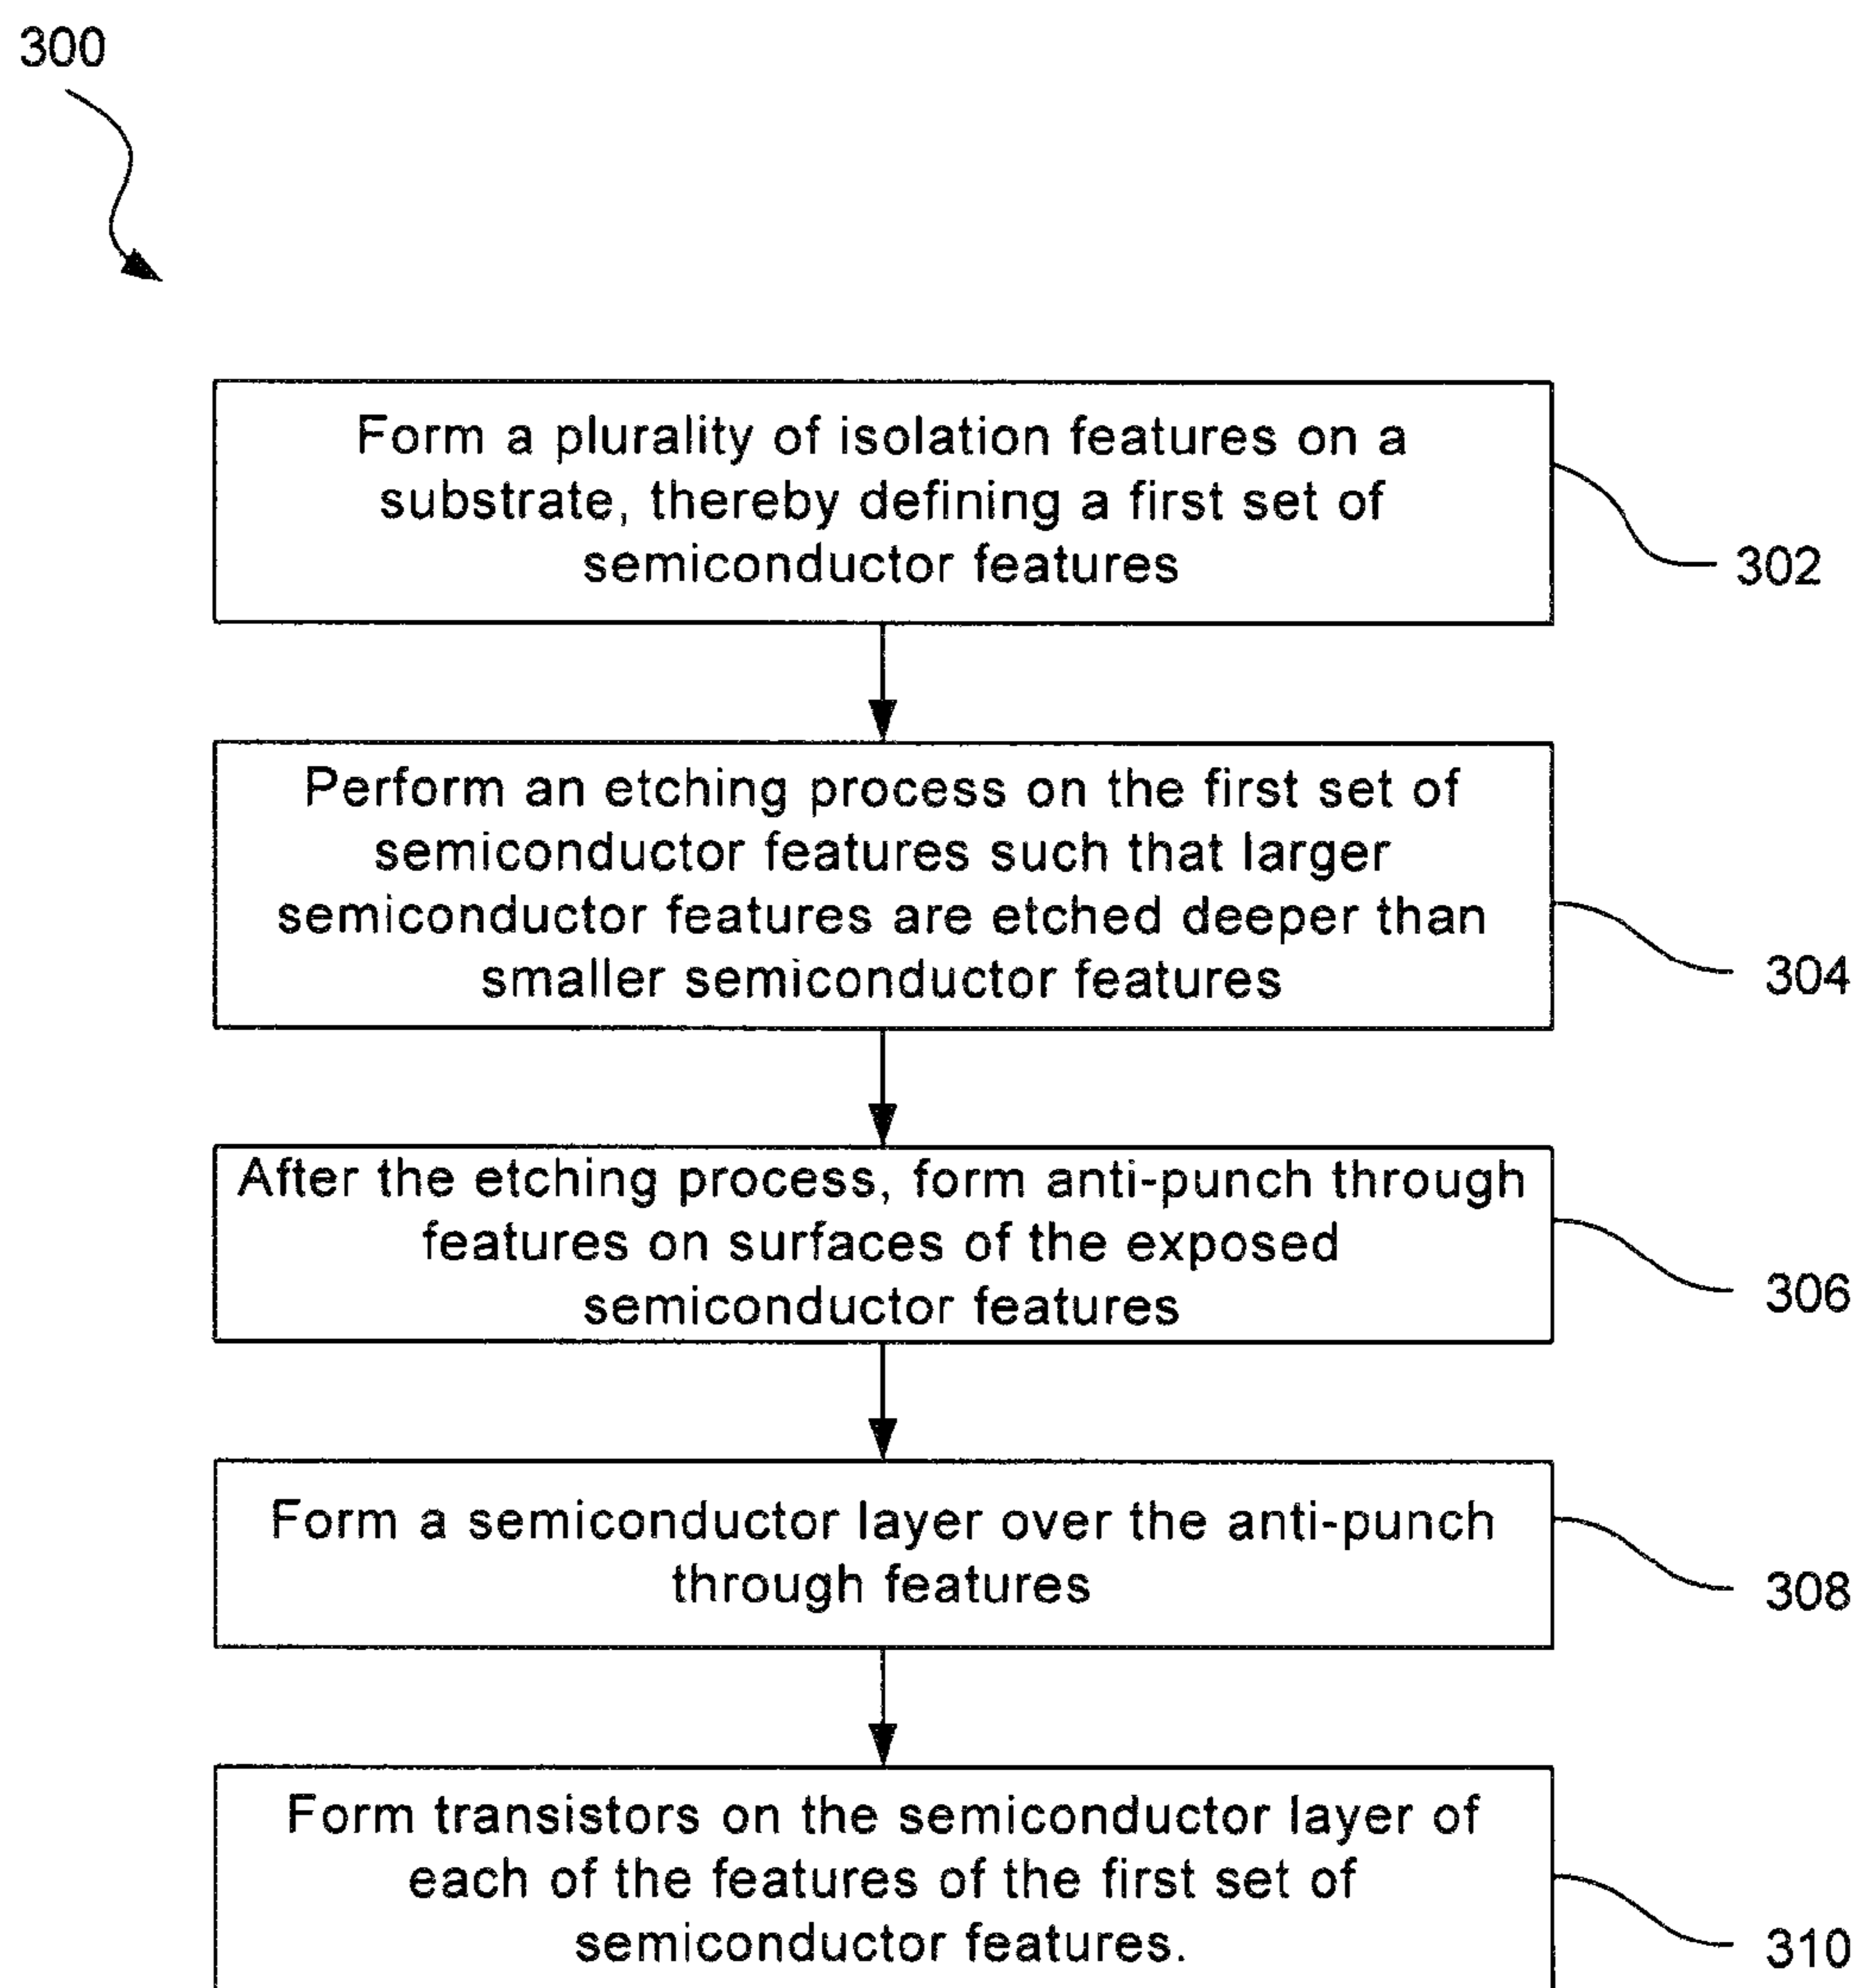 300
Form a plurality of isolation features on a
substrate, thereby defining a first set of
semiconductor features
302
Perform an etching process on the first set of
semiconductor features such that larger
semiconductor features are etched deeper than
smaller semiconductor features
304
After the etching process, form anti-punch through
features on surfaces of the exposed
semiconductor features
306
Form a semiconductor layer over the anti-punch
through features
308
Form transistors on the semiconductor layer of
each of the features of the first set of
semiconductor features.
310